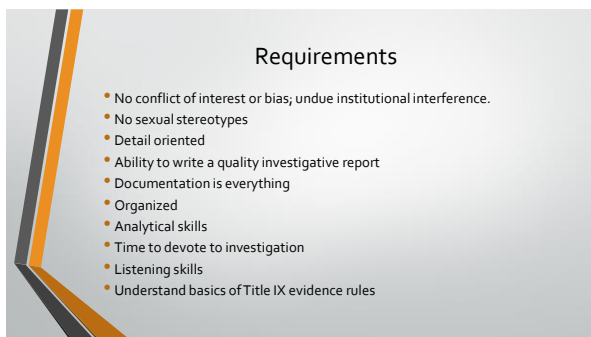 Requirements
• No conflict of interest or bias; undue institutional interference.
• No sexual stereotypes
• Detail oriented
• Ability to write a quality investigative report
• Documentation is everything
• Organized
• Analytical skills
• Time to devote to investigation
• Listening skills
• Understand basics of Title IX evidence rules